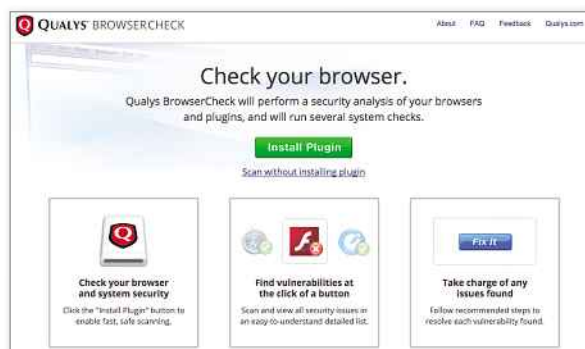 QUALYS BROWSERCHECK
About FAQ Feedback Qualys.com
Check your browser.
Qualys BrowserCheck will perform a security analysis of your browsers
and plugins, and will run several system checks.
Install Plugin
Scan without installing plugin
Check your browser
and system security
Click the "Install Plugin" button to
enable fast, safe scanning.
Find vulnerabilities at
the click of a button
Scan and view all security issues in
an easy-to-understand detailed list.
Fix It
Take charge of any
issues found
Follow recommended steps to
resolve each vulnerability found.